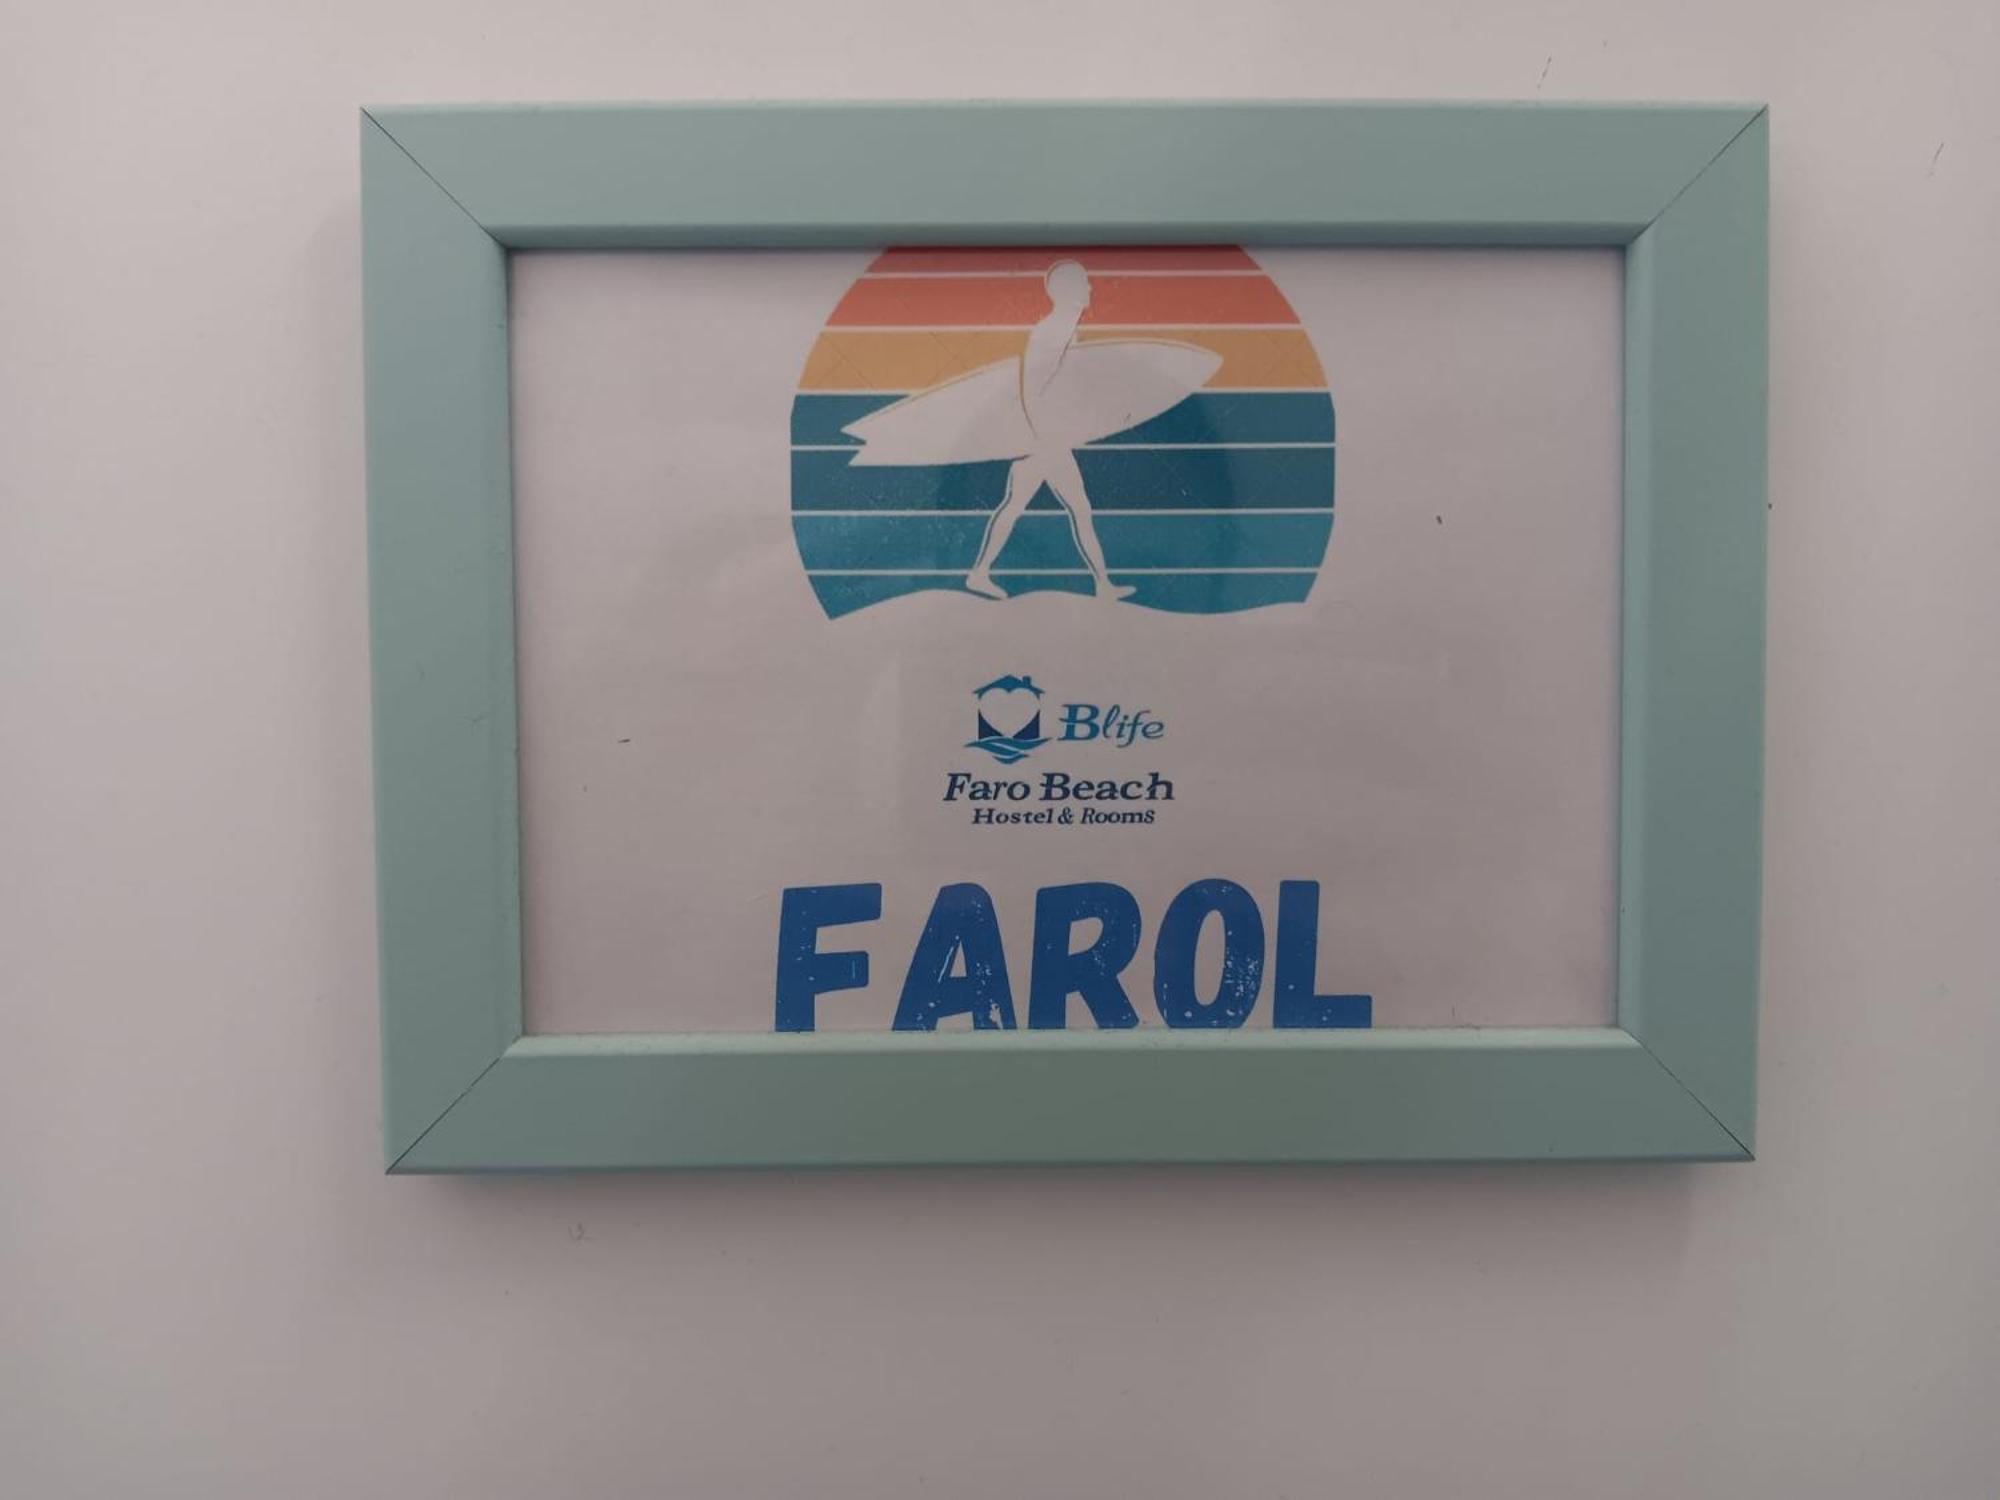 Blife
Faro Beach
Hostel & Rooms
FAROL